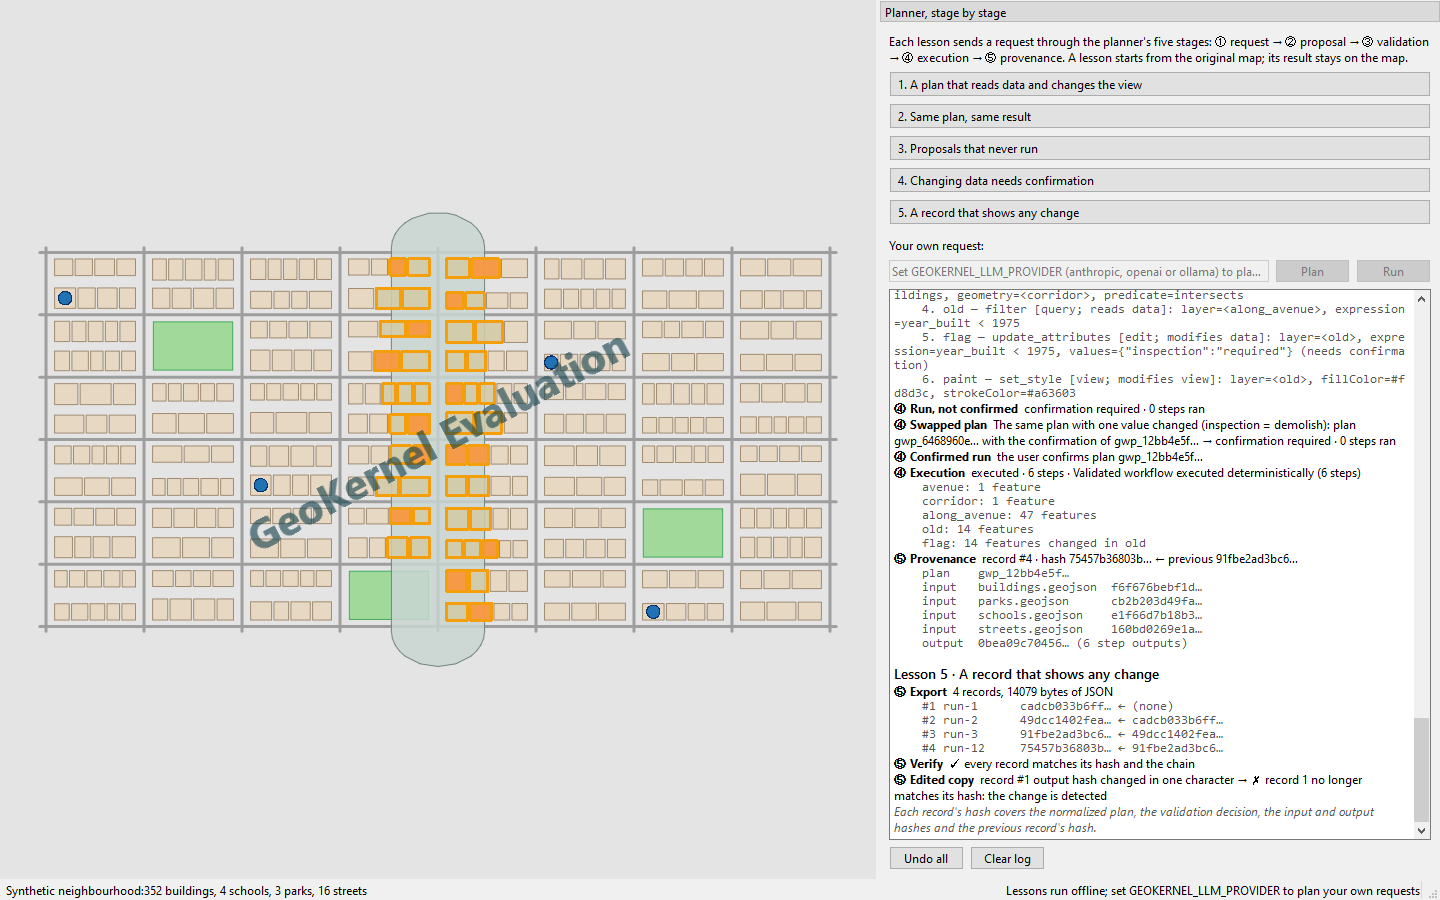 GeoKernel Evaluation
Planner, stage by stage
Each lesson sends a request through the planner's five stages: ① request → ② proposal → ③ validation
→ ④ execution → ⑤ provenance. A lesson starts from the original map; its result stays on the map.
1. A plan that reads data and changes the view
2. Same plan, same result
3. Proposals that never run
4. Changing data needs confirmation
5. A record that shows any change
Your own request:
Set GEOKERNEL_LLM_PROVIDER (anthropic, openai or ollama) to pla...
Plan
Run
ildings, geometry=<corridor>, predicate=intersects
4. old — filter [query; reads data]: layer=<along_avenue>, expression
=year_built < 1975
5. flag — update_attributes [edit; modifies data]: layer=<old>, expre
ssion=year_built < 1975, values={"inspection":"required"} (needs confirma
tion)
6. paint — set_style [view; modifies view]: layer=<old>, fillColor=#f
d8d3c, strokeColor=#a63603
④ Run, not confirmed confirmation required · 0 steps ran
④ Swapped plan The same plan with one value changed (inspection = demolish): plan
gwp_6468960e... with the confirmation of gwp_12bb4e5f... → confirmation required · 0 steps ran
④ Confirmed run the user confirms plan gwp_12bb4e5f...
④ Execution executed · 6 steps · Validated workflow executed deterministically (6 steps)
avenue: 1 feature
corridor: 1 feature
along_avenue: 47 features
old: 14 features
flag: 14 features changed in old
⑤ Provenance record #4 · hash 75457b36803b... ← previous 91fbe2ad3bc6...
plan gwp_12bb4e5f…
input buildings.geojson f6f676bebf1d…
input parks.geojson cb2b203d49fa…
input schools.geojson e1f66d7b18b3…
input streets.geojson 160bd0269e1a…
output 0bea09c70456… (6 step outputs)
Lesson 5 · A record that shows any change
⑤ Export 4 records, 14079 bytes of JSON
#1 run-1 cadcb033b6ff… ← (none)
#2 run-2 49dcc1402fea… ← cadcb033b6ff…
#3 run-3 91fbe2ad3bc6… ← 49dcc1402fea…
#4 run-12 75457b36803b… ← 91fbe2ad3bc6…
⑤ Verify ✓ every record matches its hash and the chain
⑤ Edited copy record #1 output hash changed in one character → ✗ record 1 no longer
matches its hash: the change is detected
Each record's hash covers the normalized plan, the validation decision, the input and output
hashes and the previous record's hash.
Undo all
Clear log
Synthetic neighbourhood:352 buildings, 4 schools, 3 parks, 16 streets
Lessons run offline; set GEOKERNEL_LLM_PROVIDER to plan your own requests